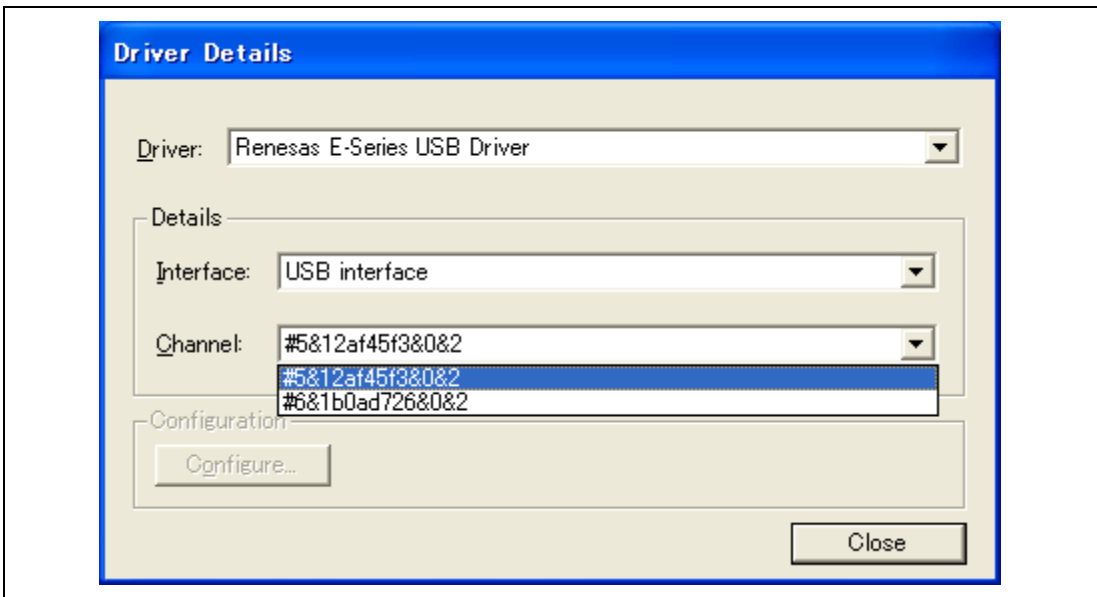 Driver Details
Driver: Renesas E-Series USB Driver
Details
Interface: USB interface
Channel: #5&12af45f3&0&2
#5&12af45f3&0&2
#6&1b0ad726&0&2
Configuration
Configure...
Close